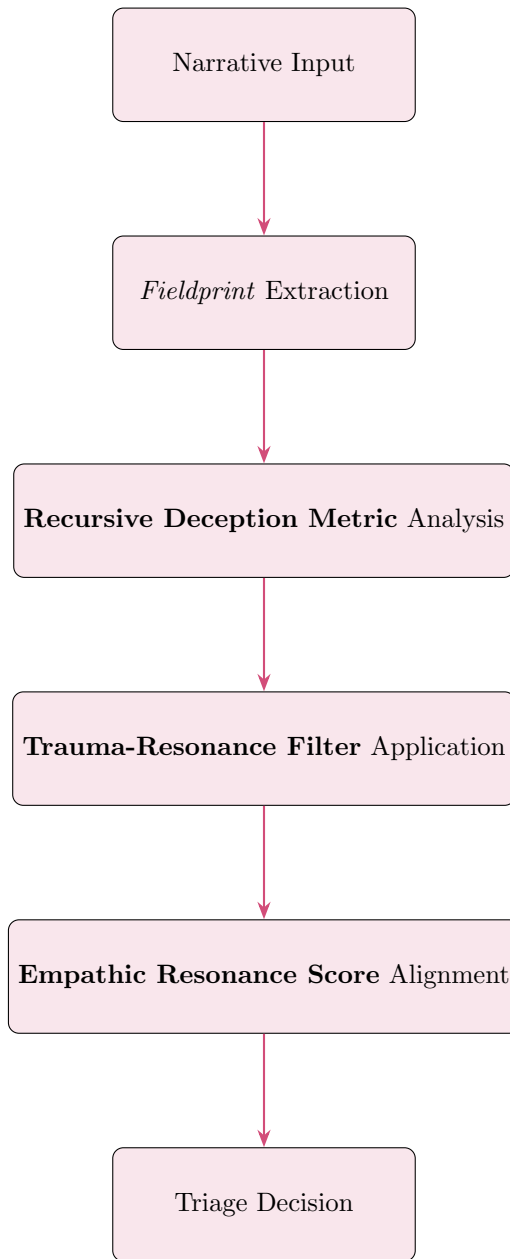 Narrative Input
Fieldprint Extraction
Recursive Deception Metric Analysis
Trauma-Resonance Filter Application
Empathic Resonance Score Alignment
Triage Decision